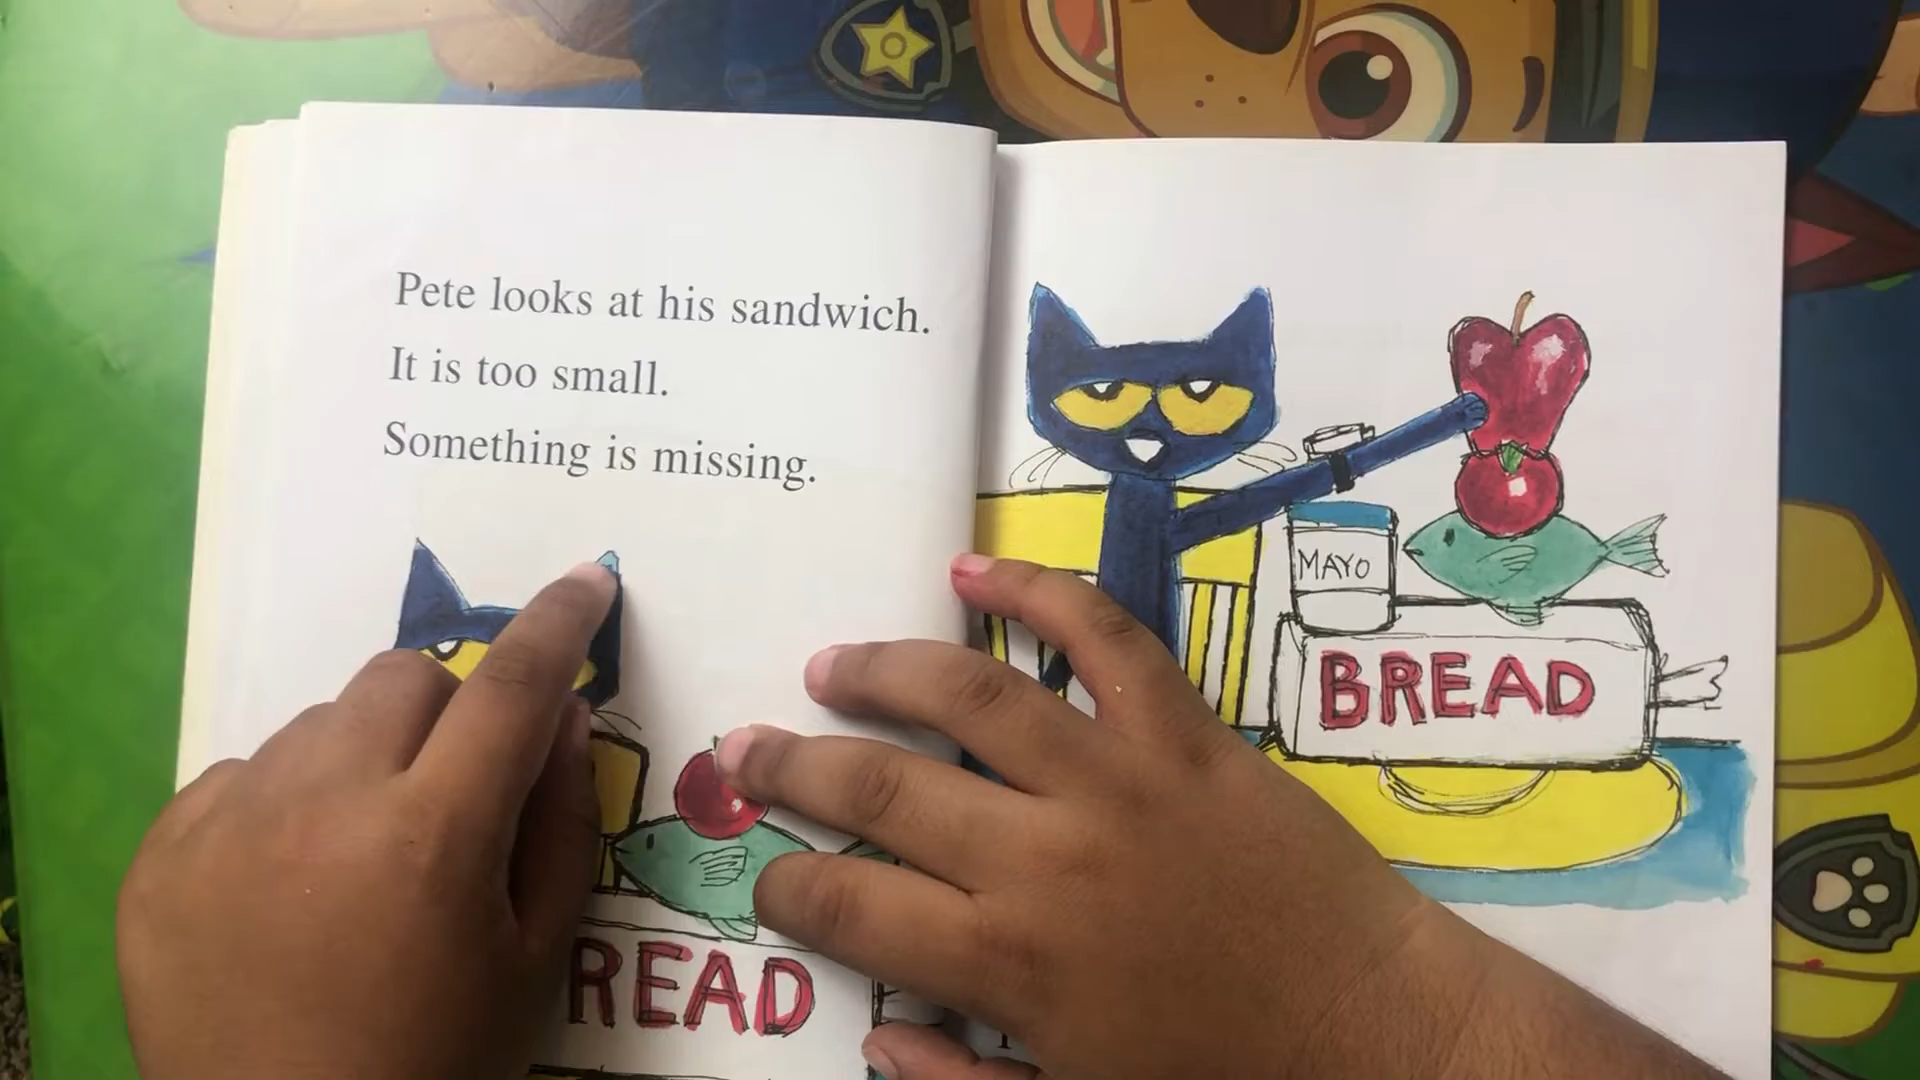 Pete looks at his sandwich.
It is too small.
Something is missing.
READ
MAYO
BREAD